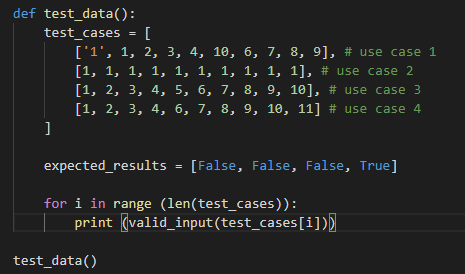 def test_data():
    test_cases = [
        ['1', 1, 2, 3, 4, 10, 6, 7, 8, 9], # use case 1
        [1, 1, 1, 1, 1, 1, 1, 1, 1, 1], # use case 2
        [1, 2, 3, 4, 5, 6, 7, 8, 9, 10], # use case 3
        [1, 2, 3, 4, 6, 7, 8, 9, 10, 11] # use case 4
    ]
    expected_results = [False, False, False, True]
    for i in range (len(test_cases)):
        print (valid_input(test_cases[i]))
test_data()